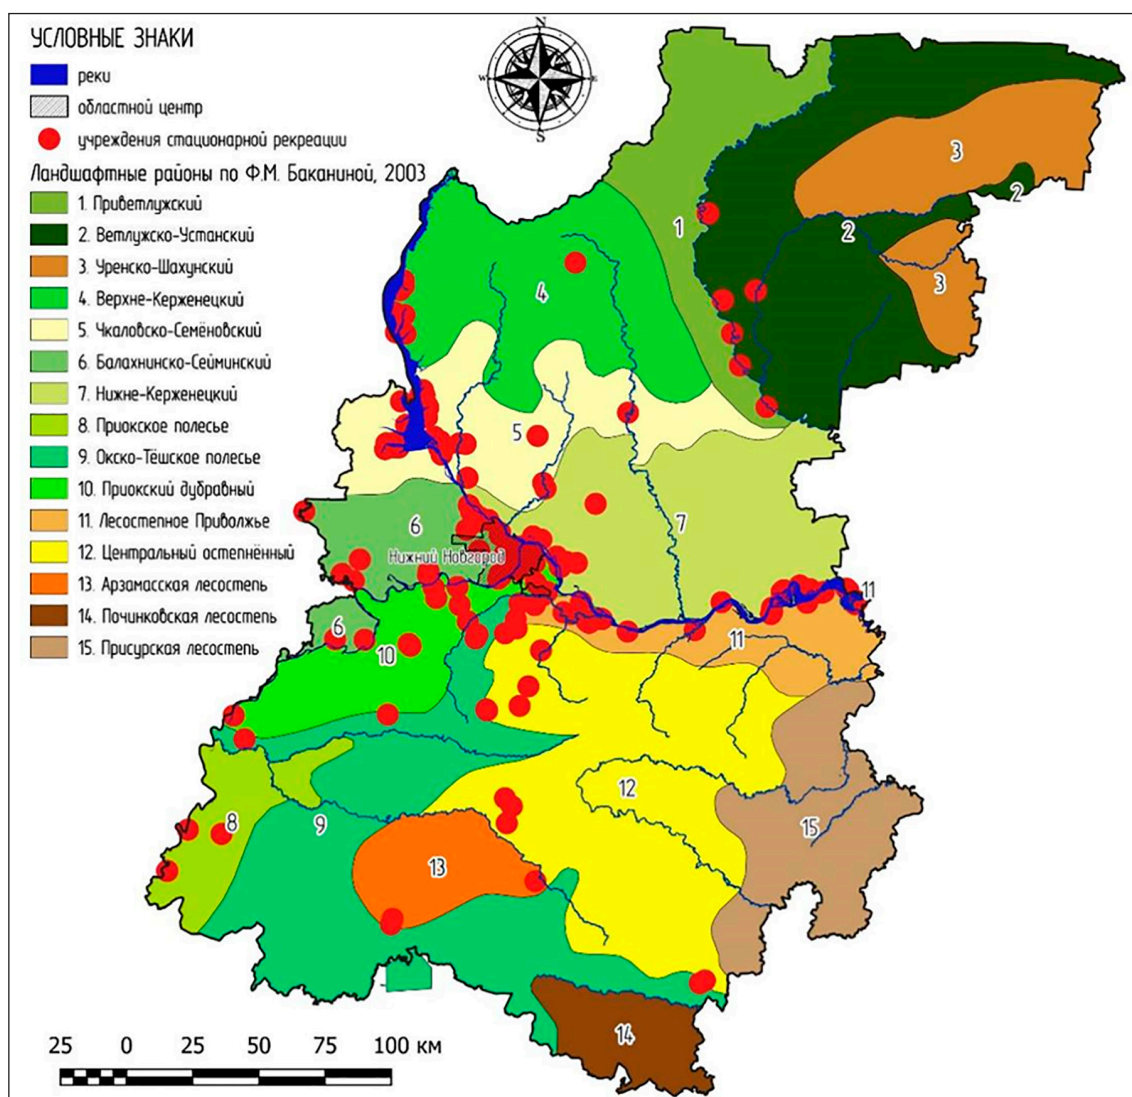 УСЛОВНЫЕ ЗНАКИ
реки
областной центр
учреждения стационарной рекреации
Ландшафтные районы по Ф.М. Баканиной, 2003
1. Приветлужский
2. Ветлужско-Устанский
3. Уренско-Шахунский
4. Верхне-Керженецкий
5. Чкаловско-Семёновский
6. Балахнинско-Сейминский
7. Нижне-Керженецкий
8. Приокское полесье
9. Окско-Тёшское полесье
10. Приокский дубравный
11. Лесостепное Приволжье
12. Центральный остепнённый
13. Арзамасская лесостепь
14. Починковская лесостепь
15. Присурская лесостепь
N
W E
S
3
2
1
2
3
4
5
6
7
Нижний Новгород
11
6
10
11
12
8
9
15
13
14
25 0 25 50 75 100 км